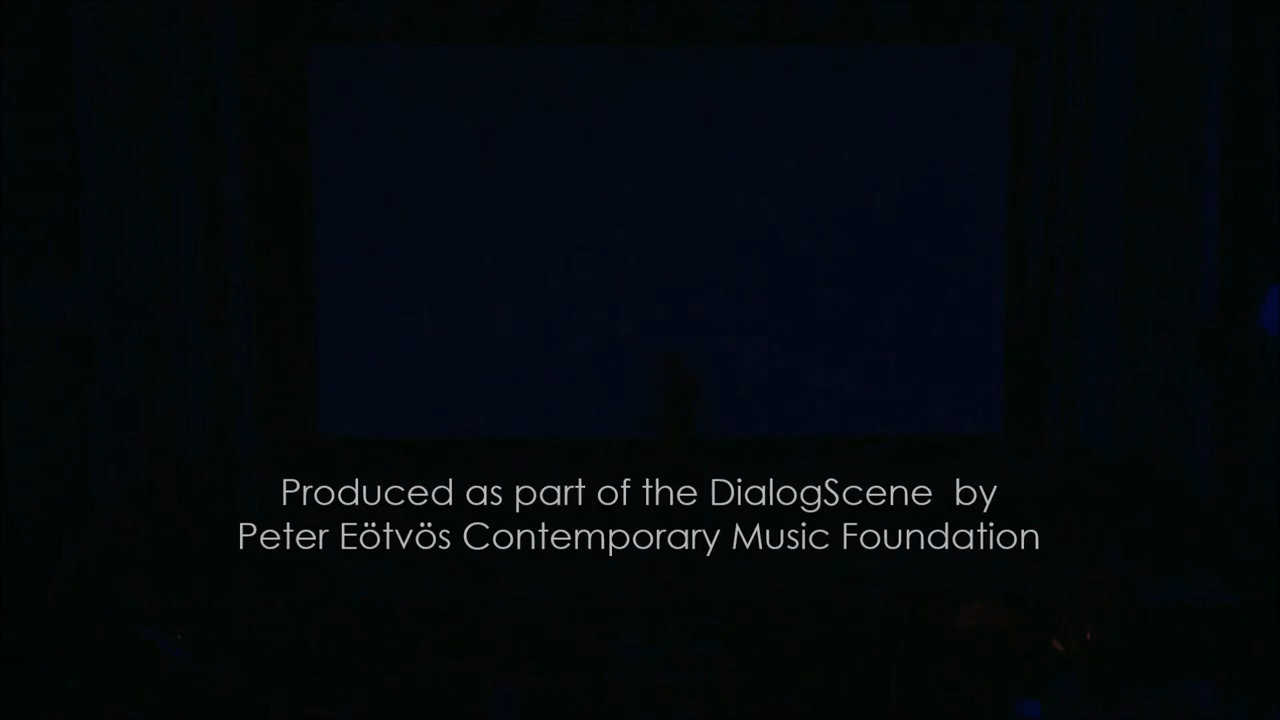 Produced as part of the DialogScene  by
Peter Eötvös Contemporary Music Foundation